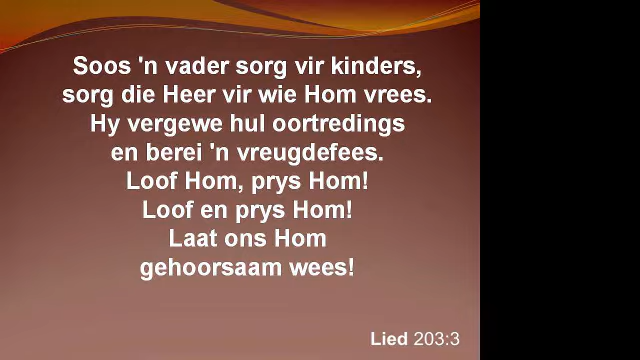 Soos 'n vader sorg vir kinders,
sorg die Heer vir wie Hom vrees.
Hy vergewe hul oortredings
en berei 'n vreugdefees.
Loof Hom, prys Hom!
Loof en prys Hom!
Laat ons Hom
gehoorsaam wees!
Lied 203:3